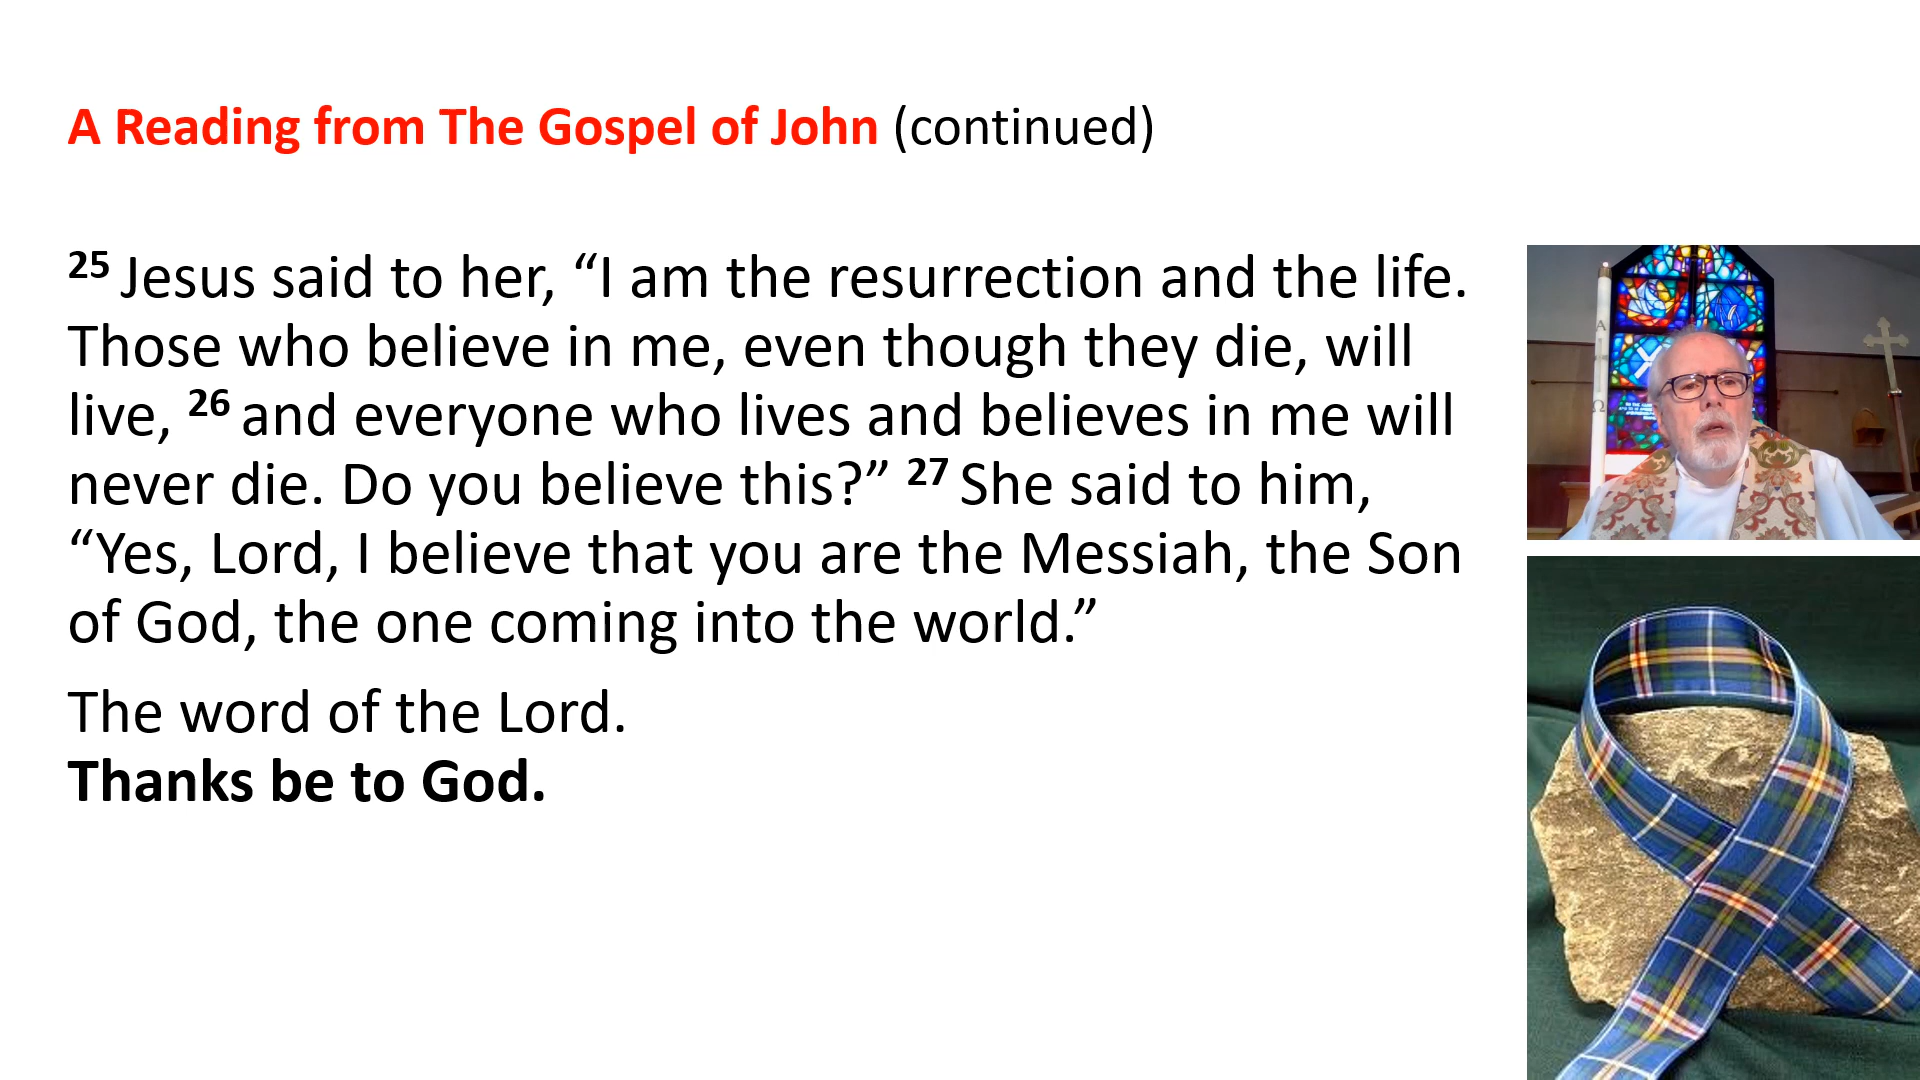 A Reading from The Gospel of John (continued)
25 Jesus said to her, “I am the resurrection and the life.
Those who believe in me, even though they die, will
live, 26 and everyone who lives and believes in me will
never die. Do you believe this?” 27 She said to him,
“Yes, Lord, I believe that you are the Messiah, the Son
of God, the one coming into the world.”
The word of the Lord.
Thanks be to God.
A
Ω